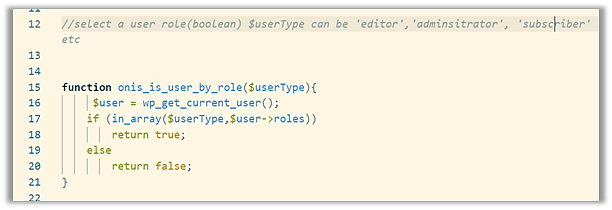 11
12 //select a user role(boolean) $userType can be 'editor','adminsitrator', 'subscriber'
etc
13
14
15 function onis_is_user_by_role($userType){
16 $user = wp_get_current_user();
17 if (in_array($userType,$user->roles))
18 return true;
19 else
20 return false;
21 }
22